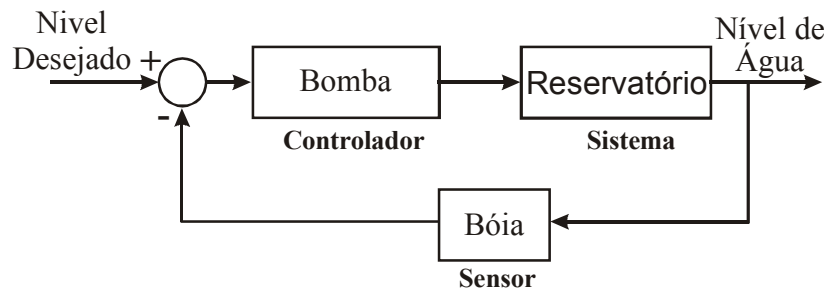 Nivel
Desejado
+
-
Bomba
Controlador
Reservatório
Sistema
Nível de
Água
Bóia
Sensor